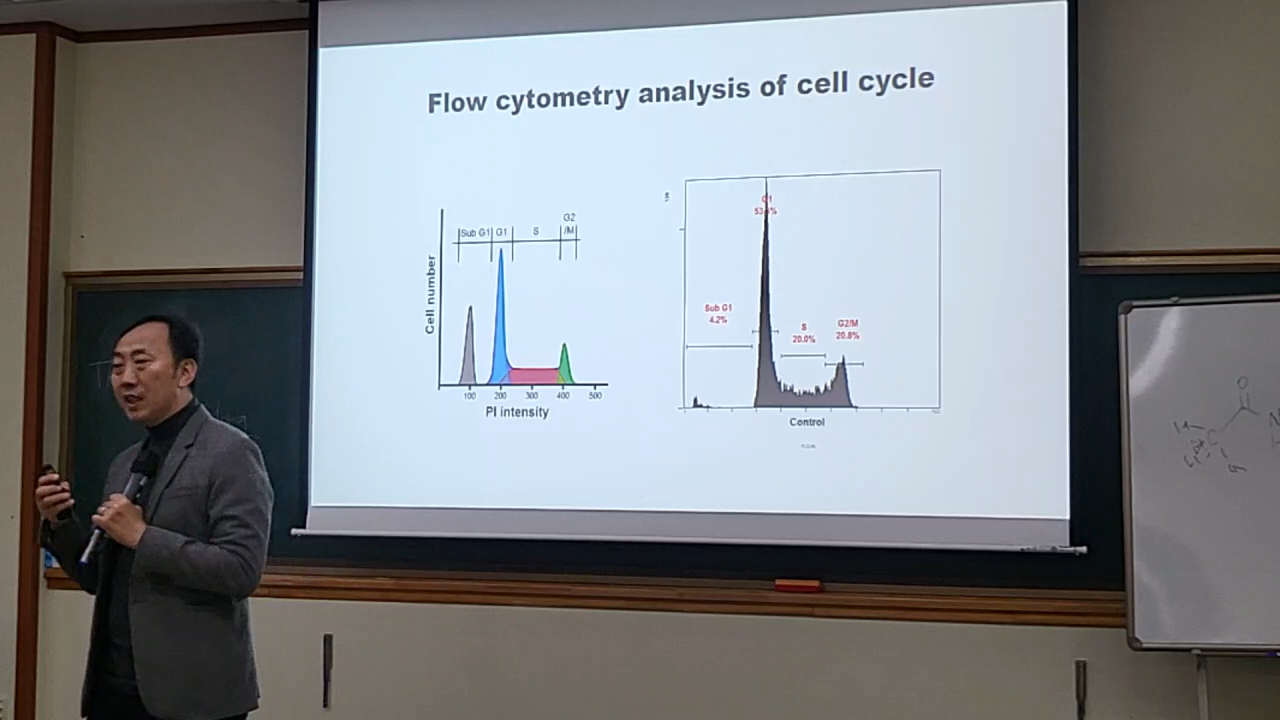 Flow cytometry analysis of cell cycle
Cell number
Sub G1
G1
S
G2
/M
100
200
300
400
500
PI intensity
G1
Sub G1
4.2%
S
20.0%
G2/M
20.8%
Control